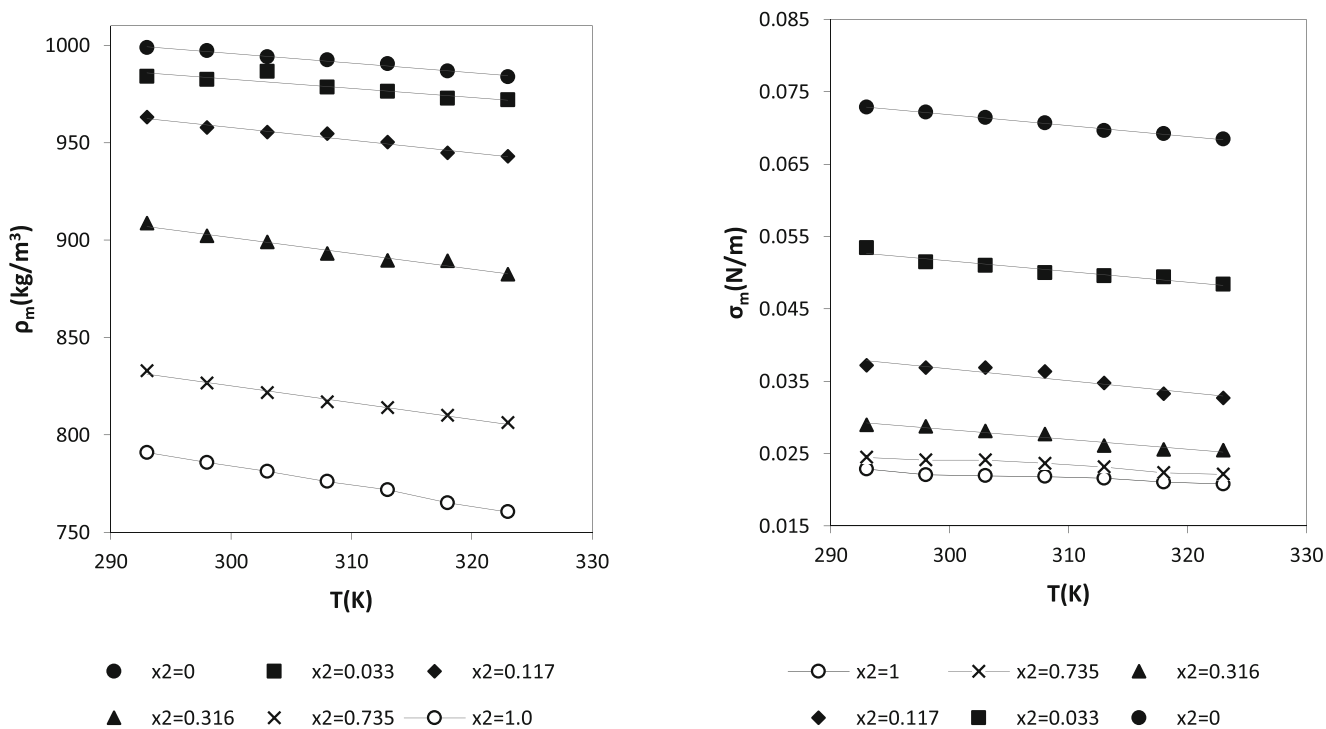 1000
950
900
850
800
750
ρm(kg/m³)
290 300 310 320 330
T(K)
x2=0 x2=0.033 x2=0.117
x2=0.316 x2=0.735 x2=1.0
0.085
0.075
0.065
0.055
0.045
0.035
0.025
0.015
σm(N/m)
290 300 310 320 330
T(K)
x2=1 x2=0.735 x2=0.316
x2=0.117 x2=0.033 x2=0